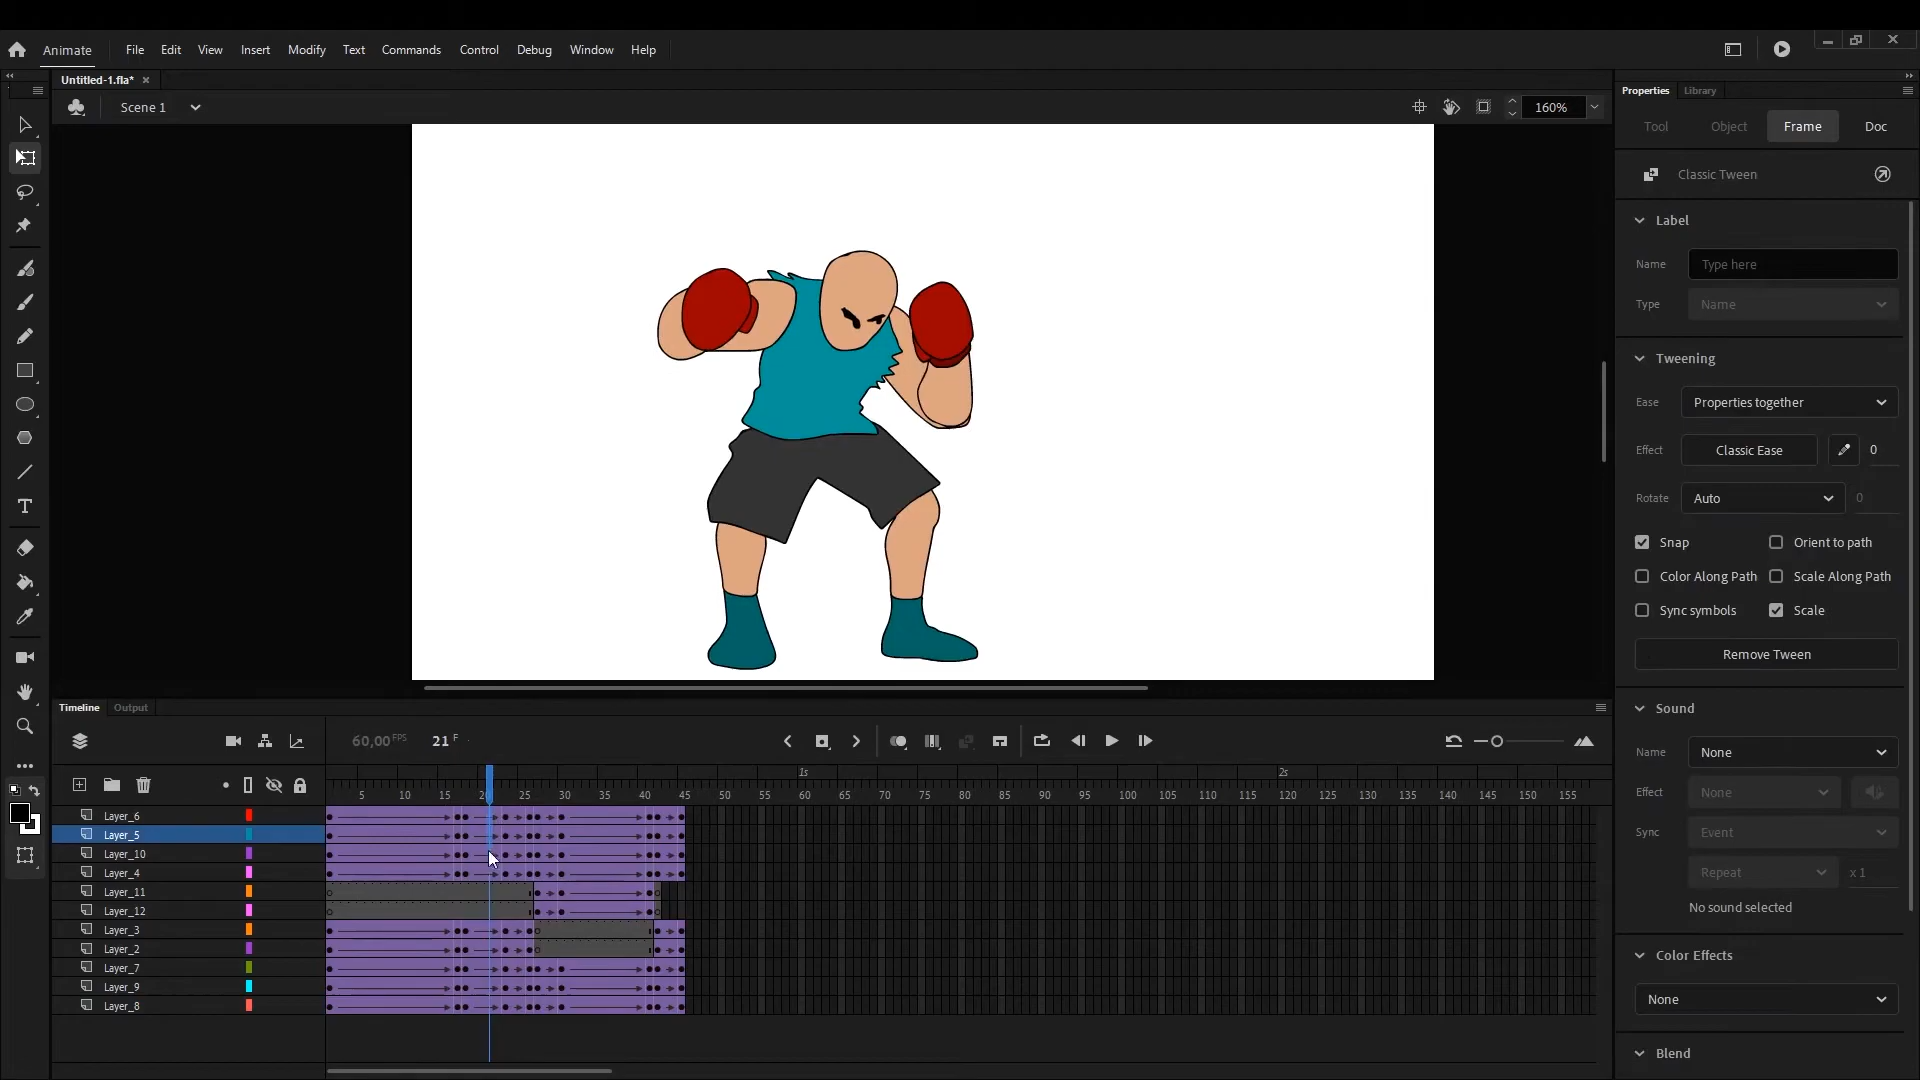 Animate File Edit View Insert Modify Text Commands Control Debug Window Help
Untitled-1.fla*
Scene 1
160%
Properties Library
Tool Object Frame Doc
Classic Tween
Label
Name Type here
Type Name
Tweening
Ease Properties together
Effect Classic Ease 0
Rotate Auto 0
Snap Orient to path
Color Along Path Scale Along Path
Sync symbols Scale
Remove Tween
Sound
Name None
Effect None
Sync Event
Repeat x 1
No sound selected
Color Effects
None
Blend
T
Timeline Output
60,00 FPS 21 F
1s 2s
5 10 15 20 25 30 35 40 45 50 55 60 65 70 75 80 85 90 95 100 105 110 115 120 125 130 135 140 145 150 155
Layer_6
Layer_5
Layer_10
Layer_4
Layer_11
Layer_12
Layer_3
Layer_2
Layer_7
Layer_9
Layer_8